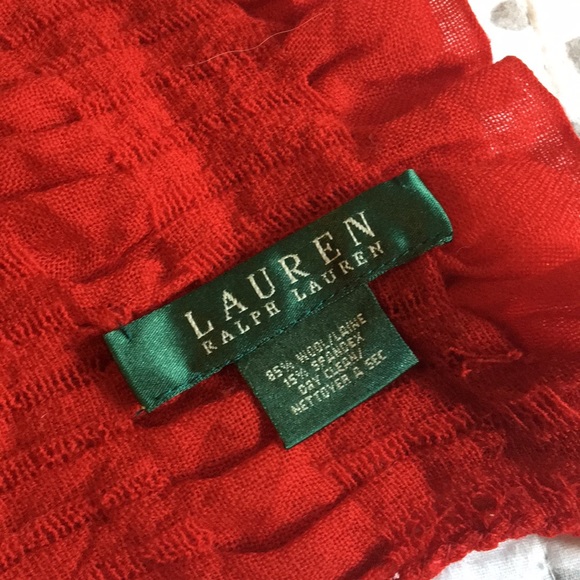 LAUREN
RALPH LAUREN
85% WOOL/LAINE
15% SPANDEX
DRY CLEAN/
NETTOYER A SEC